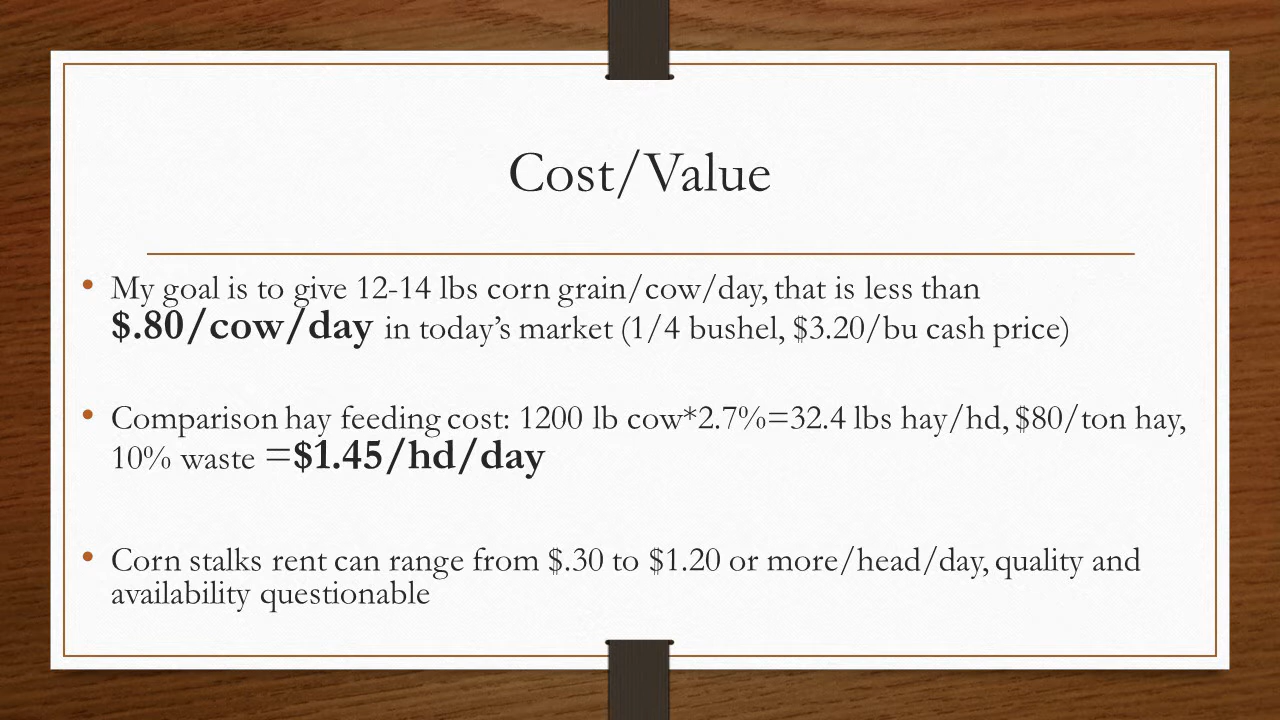 Cost/Value
• My goal is to give 12-14 lbs corn grain/cow/day, that is less than
$.80/cow/day in today’s market (1/4 bushel, $3.20/bu cash price)
• Comparison hay feeding cost: 1200 lb cow*2.7%=32.4 lbs hay/hd, $80/ton hay,
10% waste =$1.45/hd/day
• Corn stalks rent can range from $.30 to $1.20 or more/head/day, quality and
availability questionable